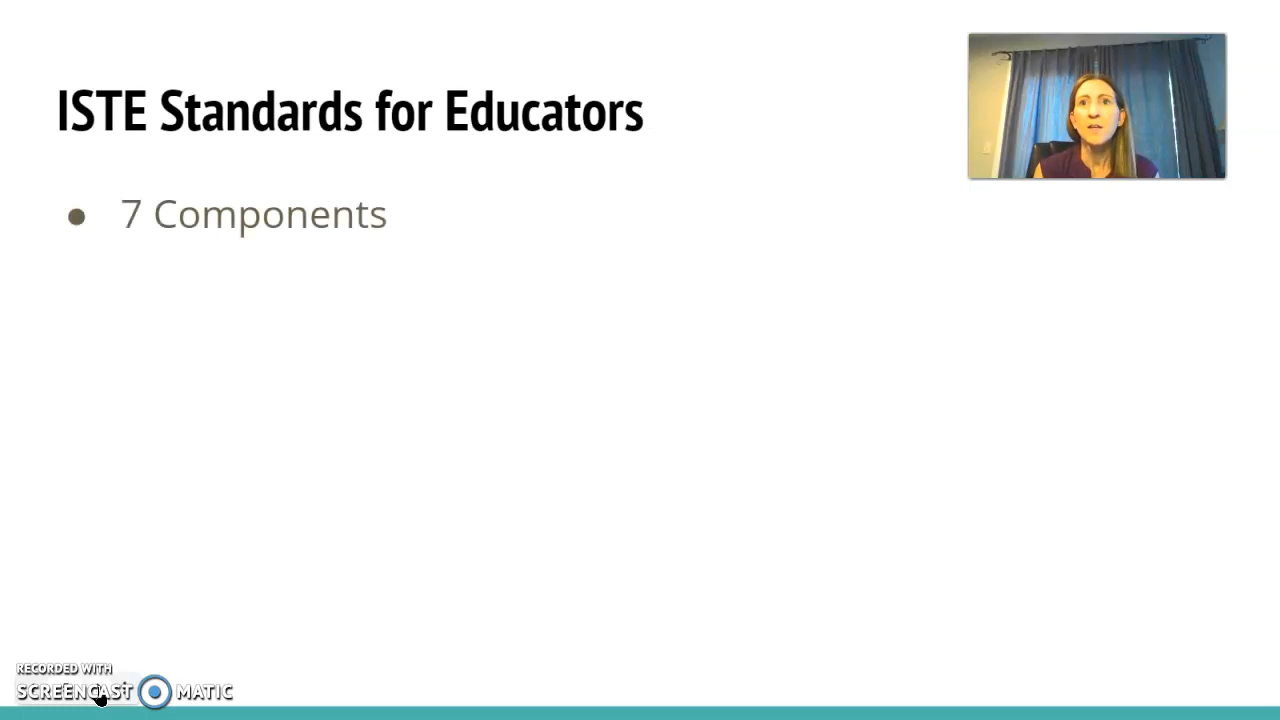 ISTE Standards for Educators
● 7 Components
RECORDED WITH
SCREENCAST MATIC